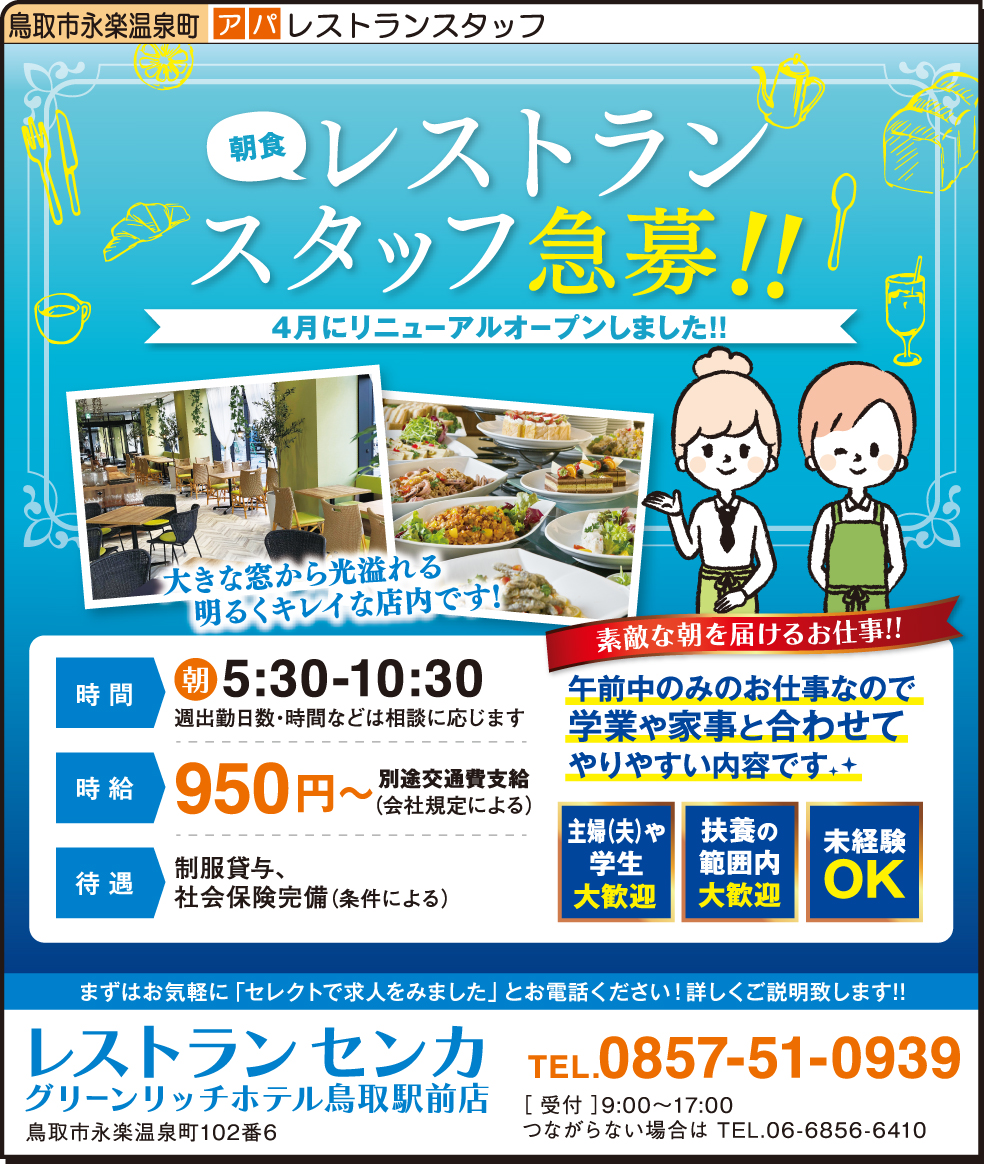 鳥取市永楽温泉町 アパ レストランスタッフ
朝食 レストラン
スタッフ急募!!
4月にリニューアルオープンしました!!
大きな窓から光溢れる
明るくキレイな店内です!
素敵な朝を届けるお仕事!!
時間
朝 5:30-10:30
週出勤日数・時間などは相談に応じます
時給
950円～ 別途交通費支給
(会社規定による)
待遇
制服貸与、
社会保険完備(条件による)
午前中のみのお仕事なので
学業や家事と合わせて
やりやすい内容です
主婦(夫)や
学生
大歓迎
扶養の
範囲内
大歓迎
未経験
OK
まずはお気軽に「セレクトで求人をみました」とお電話ください!詳しくご説明致します!!
レストラン センカ
グリーンリッチホテル鳥取駅前店
鳥取市永楽温泉町102番6
TEL.0857-51-0939
[ 受付 ]9:00～17:00
つながらない場合は TEL.06-6856-6410